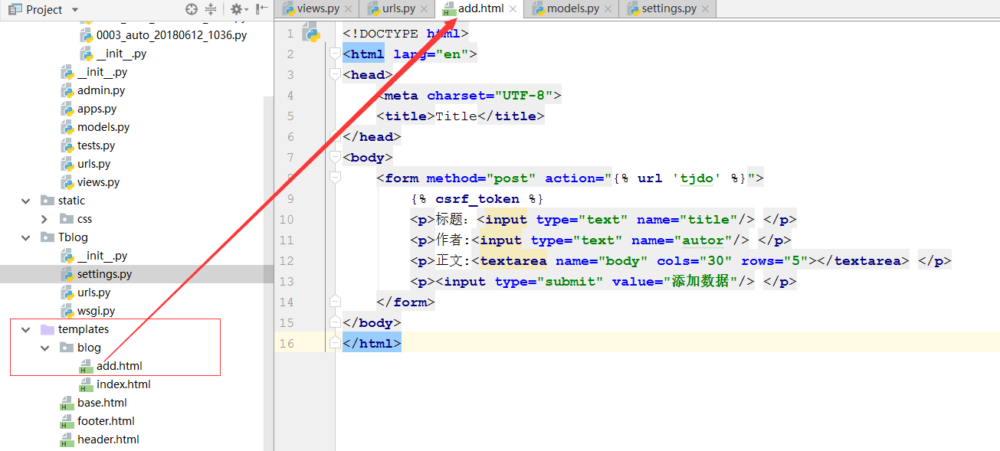 Project
views.py
urls.py
add.html
models.py
settings.py
0003_auto_20180612_1036.py
__init__.py
__init__.py
admin.py
apps.py
models.py
tests.py
urls.py
views.py
static
css
Tblog
__init__.py
settings.py
urls.py
wsgi.py
templates
blog
add.html
index.html
base.html
footer.html
header.html
1 <!DOCTYPE html>
2 <html lang="en">
3 <head>
4 <meta charset="UTF-8">
5 <title>Title</title>
6 </head>
7 <body>
8 <form method="post" action="{% url 'tjdo' %}">
9 {% csrf_token %}
10 <p>标题: <input type="text" name="title"/> </p>
11 <p>作者:<input type="text" name="autor"/> </p>
12 <p>正文:<textarea name="body" cols="30" rows="5"></textarea> </p>
13 <p><input type="submit" value="添加数据"/> </p>
14 </form>
15 </body>
16 </html>